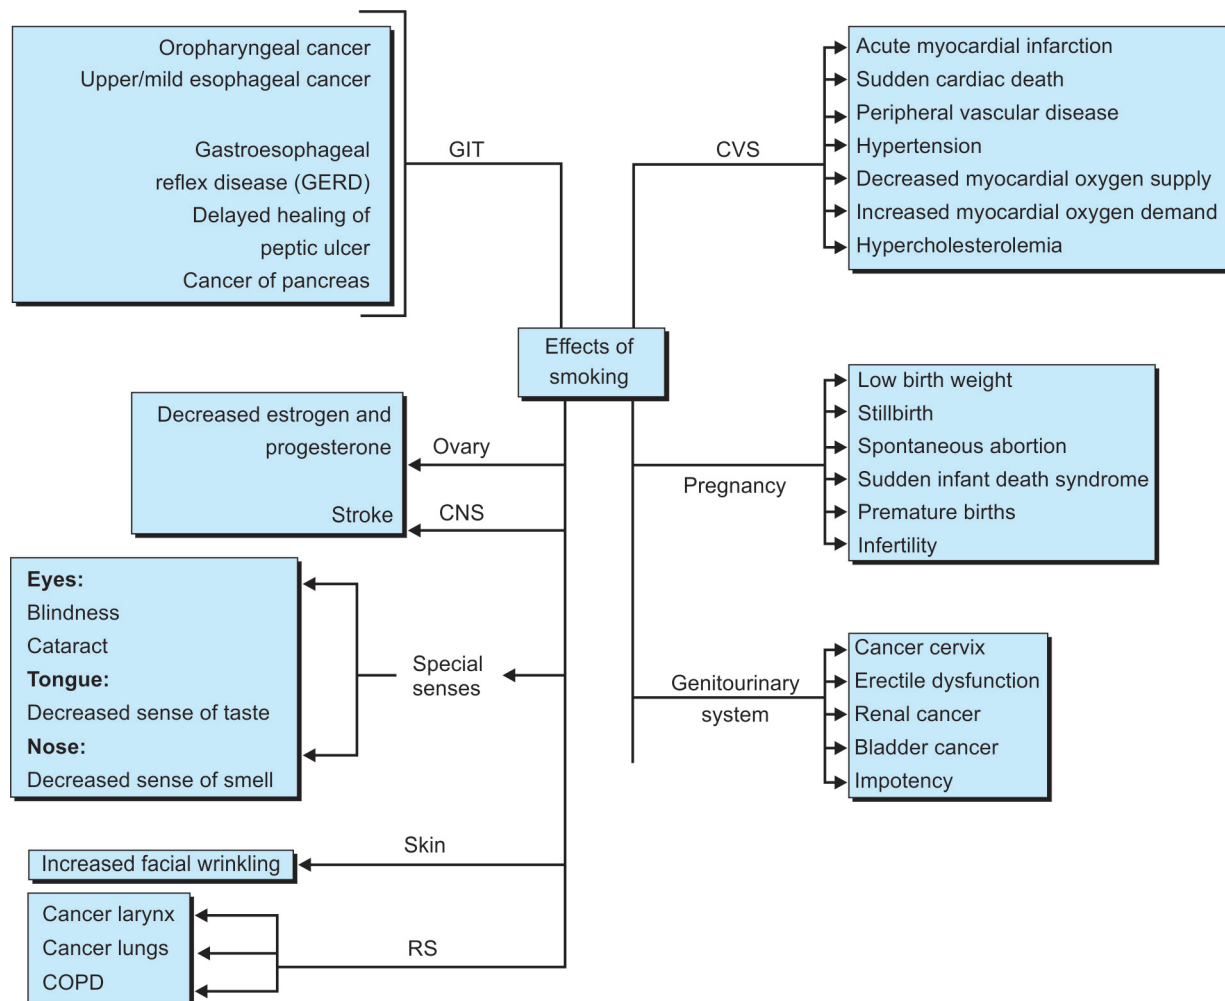 Oropharyngeal cancer
Upper/mild esophageal cancer
Gastroesophageal
reflex disease (GERD)
Delayed healing of
peptic ulcer
Cancer of pancreas
GIT
CVS
Acute myocardial infarction
Sudden cardiac death
Peripheral vascular disease
Hypertension
Decreased myocardial oxygen supply
Increased myocardial oxygen demand
Hypercholesterolemia
Effects of
smoking
Decreased estrogen and
progesterone
Ovary
Stroke
CNS
Pregnancy
Low birth weight
Stillbirth
Spontaneous abortion
Sudden infant death syndrome
Premature births
Infertility
Eyes:
Blindness
Cataract
Tongue:
Decreased sense of taste
Nose:
Decreased sense of smell
Special
senses
Genitourinary
system
Cancer cervix
Erectile dysfunction
Renal cancer
Bladder cancer
Impotency
Increased facial wrinkling
Skin
Cancer larynx
Cancer lungs
COPD
RS